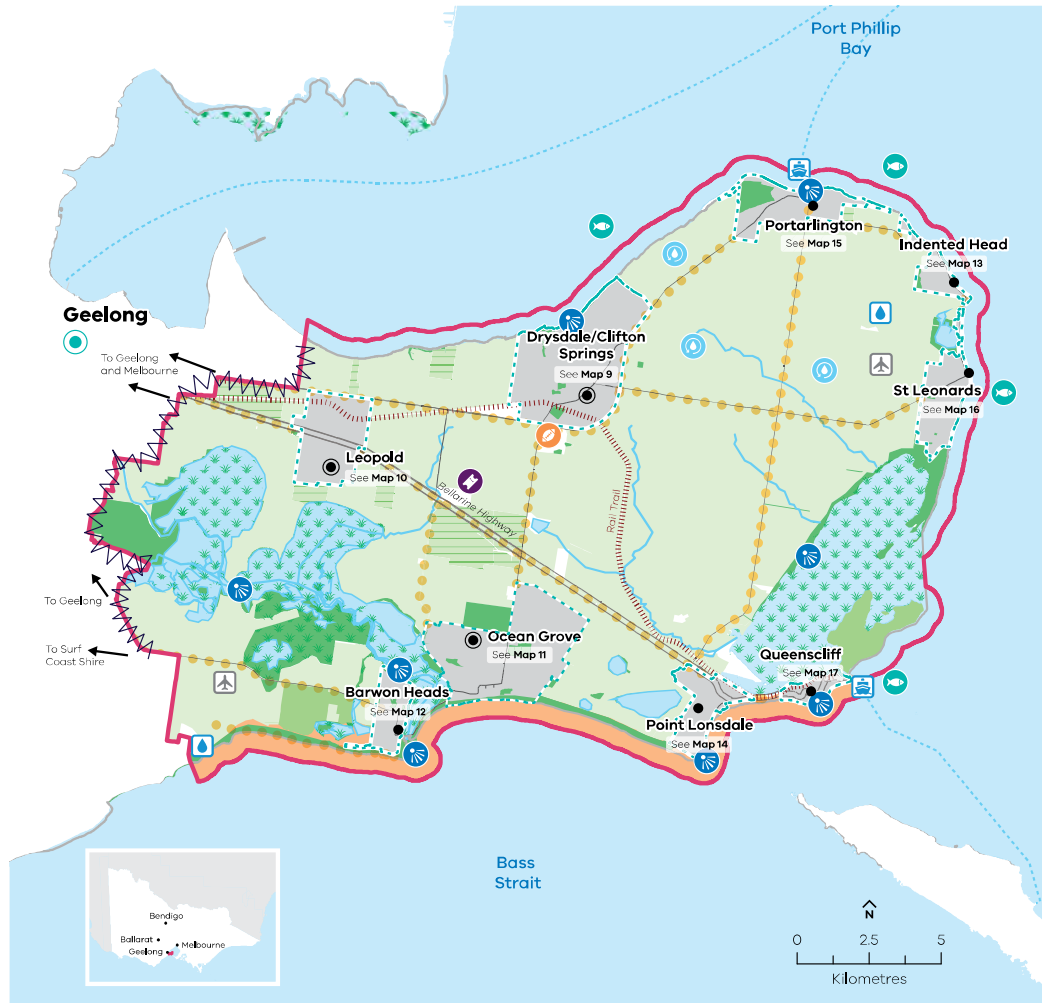 Port Phillip
Bay
Portarlington
See Map 15
Indented Head
See Map 13
Geelong
To Geelong
and Melbourne
Drysdale/Clifton
Springs
See Map 9
St Leonards
See Map 16
Leopold
See Map 10
Bellarine Highway
Rail Trail
To Geelong
To Surf
Coast Shire
Ocean Grove
See Map 11
Queenscliff
See Map 17
Barwon Heads
See Map 12
Point Lonsdale
See Map 14
Bass
Strait
Bendigo
Ballarat
Melbourne
Geelong
N
0 2.5 5
Kilometres